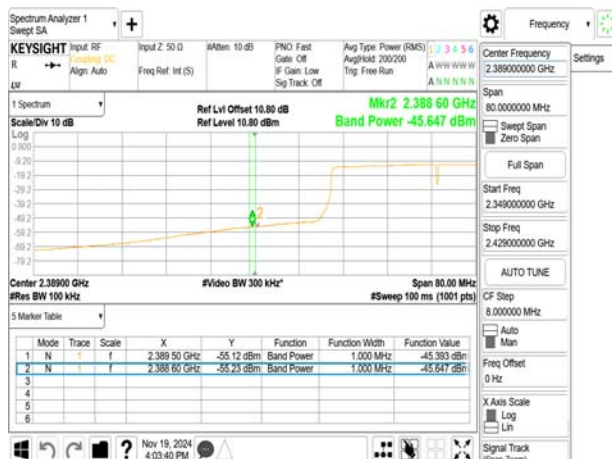 Spectrum Analyzer 1
Swept SA
Frequency
KEYSIGHT
Input: RF
Coupling: DC
Align: Auto
Input Z: 50 Ω
Freq Ref: Int (S)
#Atten: 10 dB
PNO: Fast
Gate: Off
IF Gain: Low
Sig Track: Off
Avg Type: Power (RMS)
Avg|Hold: 200/200
Trig: Free Run
1 2 3 4 5 6
A W W W W W
A N N N N N
R
1 Spectrum
Scale/Div 10 dB
Ref Lvl Offset 10.80 dB
Ref Level 10.80 dBm
Mkr2 2.388 60 GHz
Band Power -45.647 dBm
Log
0.800
-9.20
-19.2
-29.2
-39.2
-49.2
-59.2
-69.2
-79.2
2
Center 2.38900 GHz
#Res BW 100 kHz
#Video BW 300 kHz*
Span 80.00 MHz
#Sweep 100 ms (1001 pts)
5 Marker Table
Mode Trace Scale X Y Function Function Width Function Value
1 N 1 f 2.389 50 GHz -55.12 dBm Band Power 1.000 MHz -45.393 dBm
2 N 1 f 2.388 60 GHz -55.23 dBm Band Power 1.000 MHz -45.647 dBm
3
4
5
6
Nov 19, 2024
4:03:40 PM
Center Frequency
2.389000000 GHz
Settings
Span
80.0000000 MHz
Swept Span
Zero Span
Full Span
Start Freq
2.349000000 GHz
Stop Freq
2.429000000 GHz
AUTO TUNE
CF Step
8.000000 MHz
Auto
Man
Freq Offset
0 Hz
X Axis Scale
Log
Lin
Signal Track